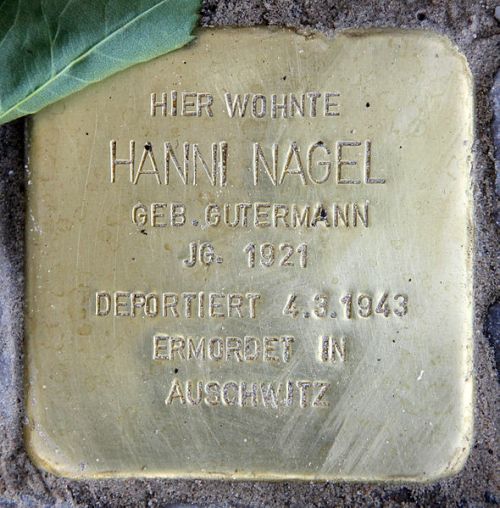 HIER WOHNTE
HANNI NAGEL
GEB. GUTERMANN
JG. 1921
DEPORTIERT 4.3.1943
ERMORDET IN
AUSCHWITZ